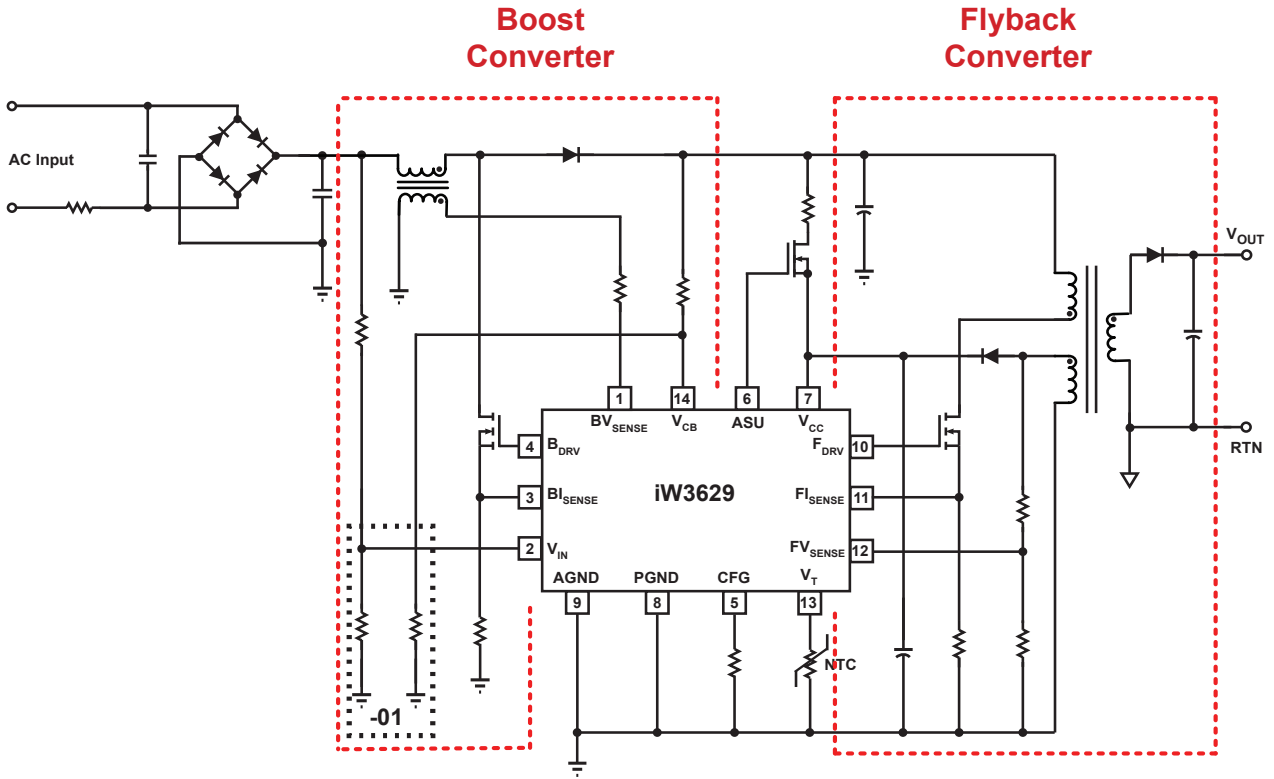 Boost
Converter
Flyback
Converter
AC Input
VOUT
RTN
1
14
6
7
BVSENSE
VCB
ASU
VCC
4
BDRV
FDRV
10
3
BISENSE
iW3629
FISENSE
11
2
VIN
FVSENSE
12
AGND
PGND
CFG
VT
9
8
5
13
NTC
-01